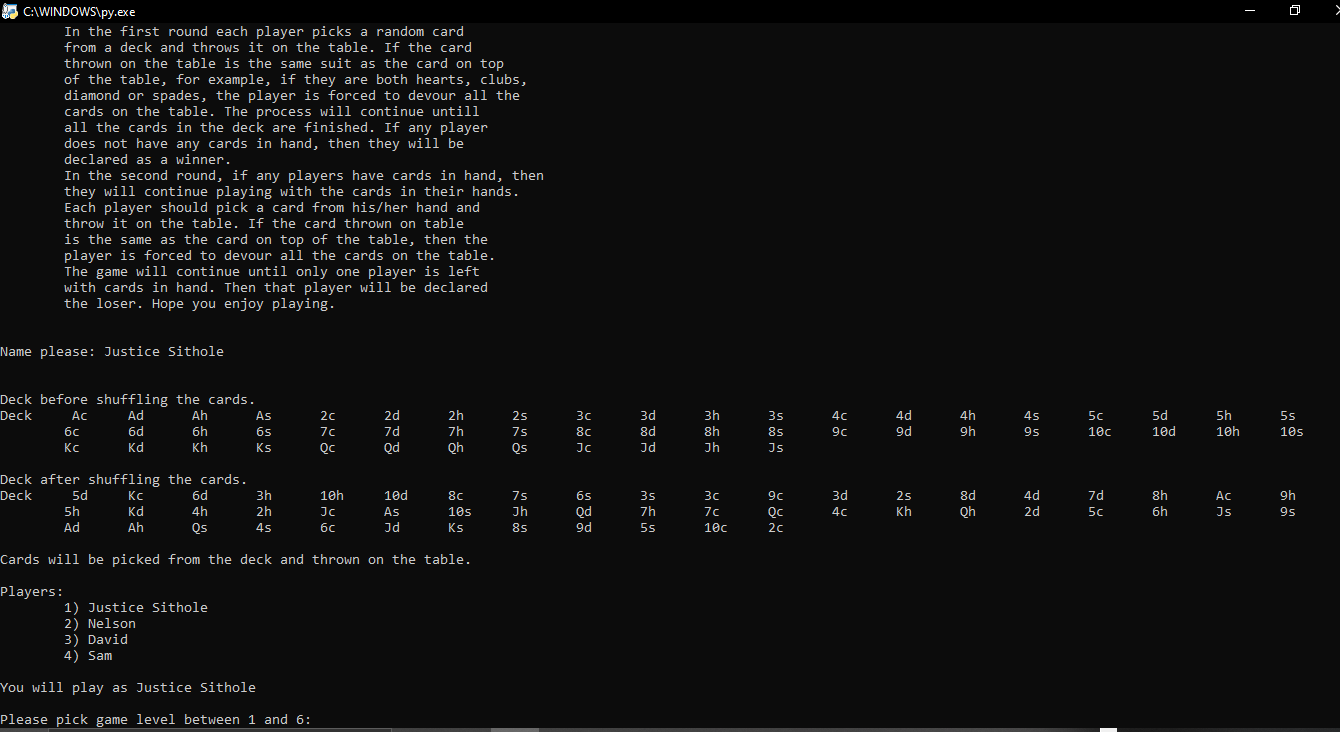 C:\WINDOWS\py.exe
In the first round each player picks a random card
from a deck and throws it on the table. If the card
thrown on the table is the same suit as the card on top
of the table, for example, if they are both hearts, clubs,
diamond or spades, the player is forced to devour all the
cards on the table. The process will continue untill
all the cards in the deck are finished. If any player
does not have any cards in hand, then they will be
declared as a winner.
In the second round, if any players have cards in hand, then
they will continue playing with the cards in their hands.
Each player should pick a card from his/her hand and
throw it on the table. If the card thrown on table
is the same as the card on top of the table, then the
player is forced to devour all the cards on the table.
The game will continue until only one player is left
with cards in hand. Then that player will be declared
the loser. Hope you enjoy playing.
Name please: Justice Sithole
Deck before shuffling the cards.
Deck Ac Ad Ah As 2c 2d 2h 2s 3c 3d 3h 3s 4c 4d 4h 4s 5c 5d 5h 5s
6c 6d 6h 6s 7c 7d 7h 7s 8c 8d 8h 8s 9c 9d 9h 9s 10c 10d 10h 10s
Kc Kd Kh Ks Qc Qd Qh Qs Jc Jd Jh Js
Deck after shuffling the cards.
Deck 5d Kc 6d 3h 10h 10d 8c 7s 6s 3s 3c 9c 3d 2s 8d 4d 7d 8h Ac 9h
5h Kd 4h 2h Jc As 10s Jh Qd 7h 7c Qc 4c Kh Qh 2d 5c 6h Js 9s
Ad Ah Qs 4s 6c Jd Ks 8s 9d 5s 10c 2c
Cards will be picked from the deck and thrown on the table.
Players:
1) Justice Sithole
2) Nelson
3) David
4) Sam
You will play as Justice Sithole
Please pick game level between 1 and 6: